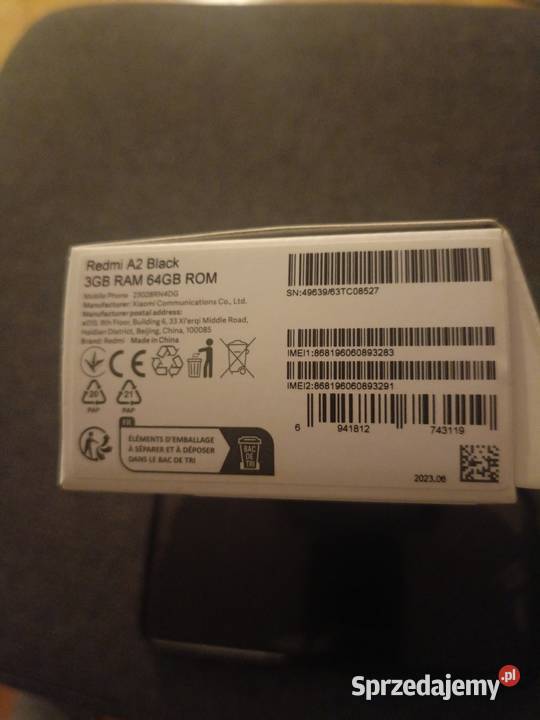 Redmi A2 Black
3GB RAM 64GB ROM
Mobile Phone 23028RN4DG
Manufacturer: Xiaomi Communications Co., Ltd.
Manufacturer postal address:
#019, 9th Floor, Building 6, 33 Xi'erqi Middle Road,
Haidian District, Beijing, China, 100085
Brand: Redmi Made in China
CE
20
PAP
21
PAP
FR
ÉLÉMENTS D'EMBALLAGE
À SÉPARER ET À DÉPOSER
DANS LE BAC DE TRI
BAC
DE
TRI
SN:49639/63TC08527
IMEI1:868196060893283
IMEI2:868196060893291
6 941812 743119
2023.06
Sprzedajemy.pl